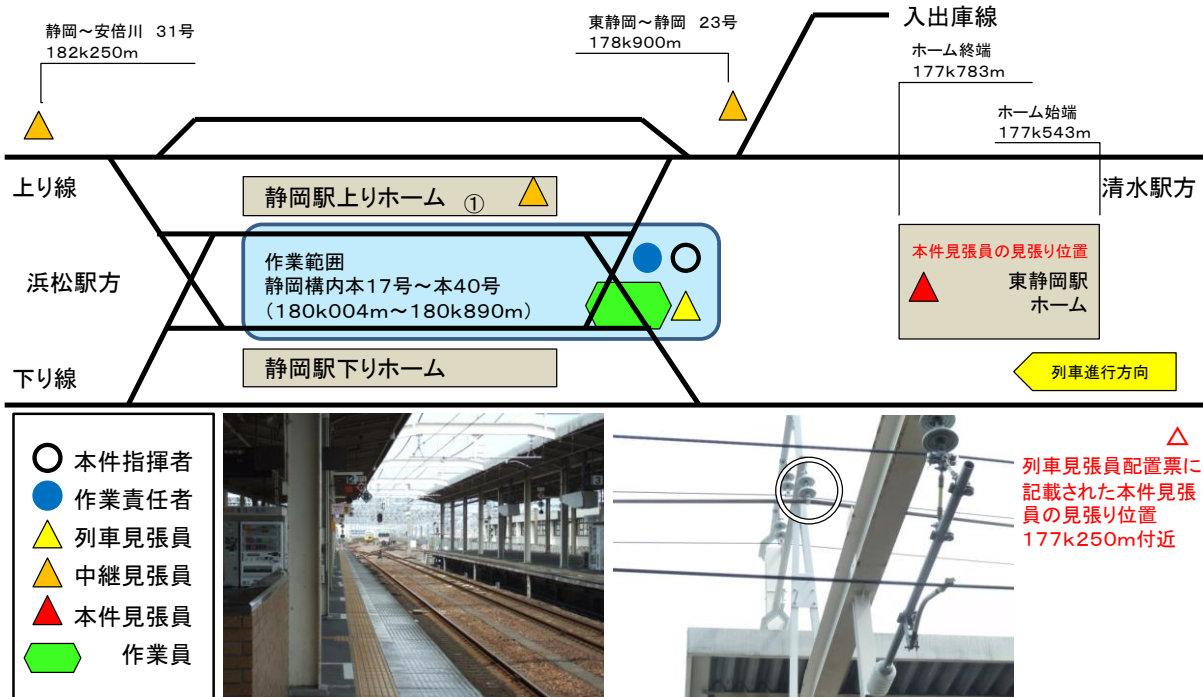 静岡～安倍川　31号
182k250m
東静岡～静岡　23号
178k900m
入出庫線
ホーム終端
177k783m
ホーム始端
177k543m
上り線
静岡駅上りホーム　①
清水駅方
浜松駅方
作業範囲
静岡構内本17号～本40号
（180k004m～180k890m）
本件見張員の見張り位置
東静岡駅
ホーム
下り線
静岡駅下りホーム
列車進行方向
本件指揮者
作業責任者
列車見張員
中継見張員
本件見張員
作業員
△
列車見張員配置票に
記載された本件見張
員の見張り位置
177k250m付近